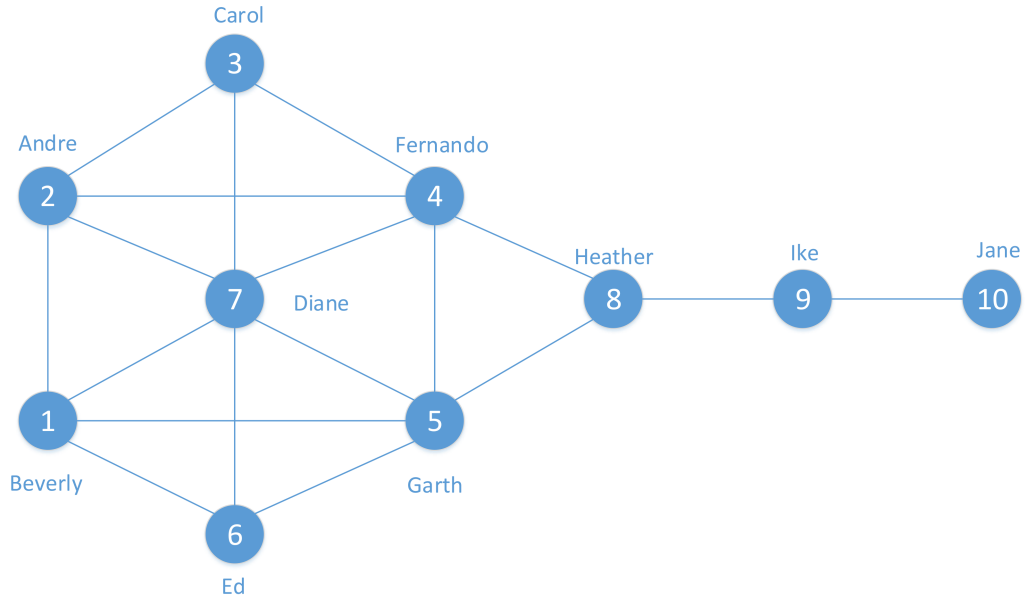 Carol
3
Andre
Fernando
2
4
Heather
Ike
Jane
7
Diane
8
9
10
1
5
Beverly
Garth
6
Ed